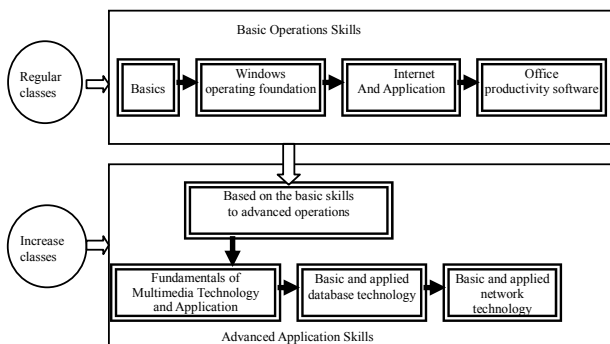 Basic Operations Skills
Regular
classes
Basics
Windows
operating foundation
Internet
And Application
Office
productivity software
Based on the basic skills
to advanced operations
Increase
classes
Fundamentals of
Multimedia Technology
and Application
Basic and applied
database technology
Basic and applied
network
technology
Advanced Application Skills